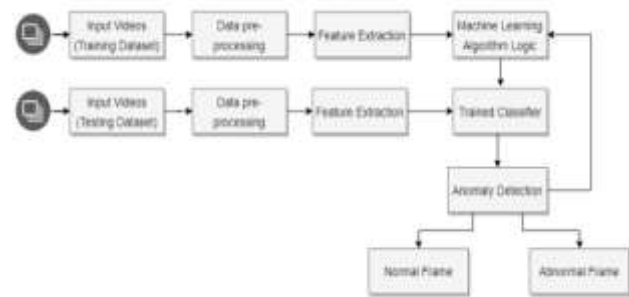 Input Videos
(Training Dataset)
Data pre-
processing
Feature Extraction
Machine Learning
Algorithm Logic
Input Videos
(Testing Dataset)
Data pre-
processing
Feature Extraction
Trained Classifier
Anomaly Detection
Normal Frame
Abnormal Frame